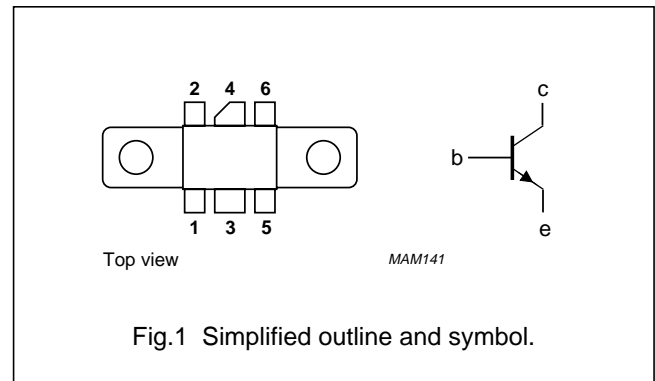 2 4 6
c
b
1 3 5
e
Top view
MAM141
Fig.1 Simplified outline and symbol.